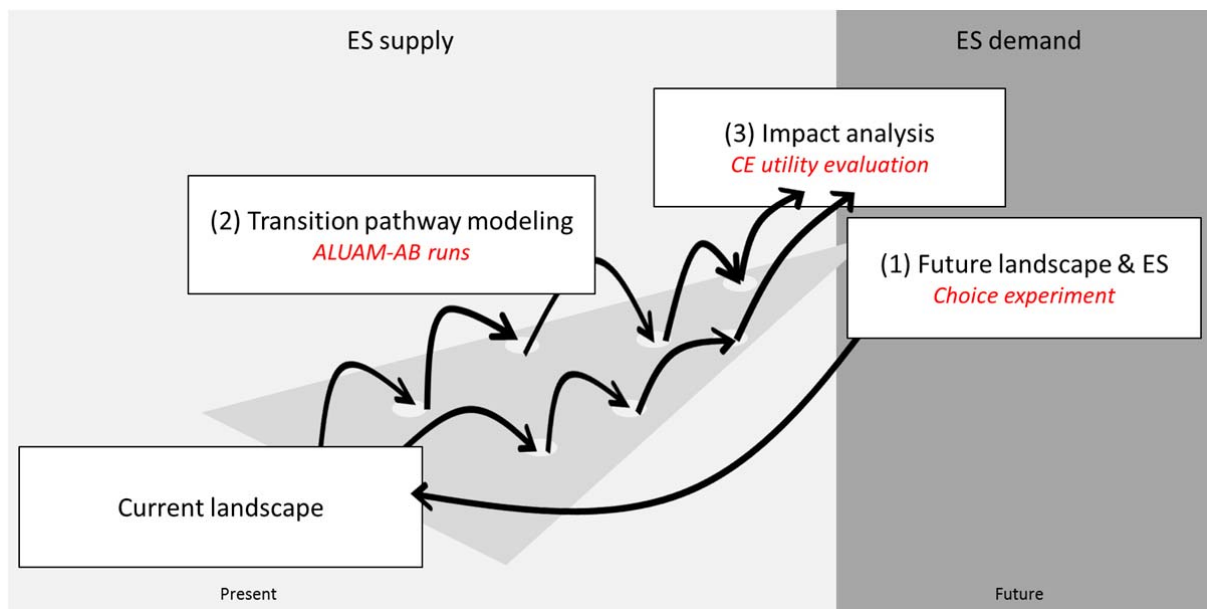 ES supply
ES demand
(3) Impact analysis
CE utility evaluation
(2) Transition pathway modeling
ALUAM-AB runs
(1) Future landscape & ES
Choice experiment
Current landscape
Present
Future